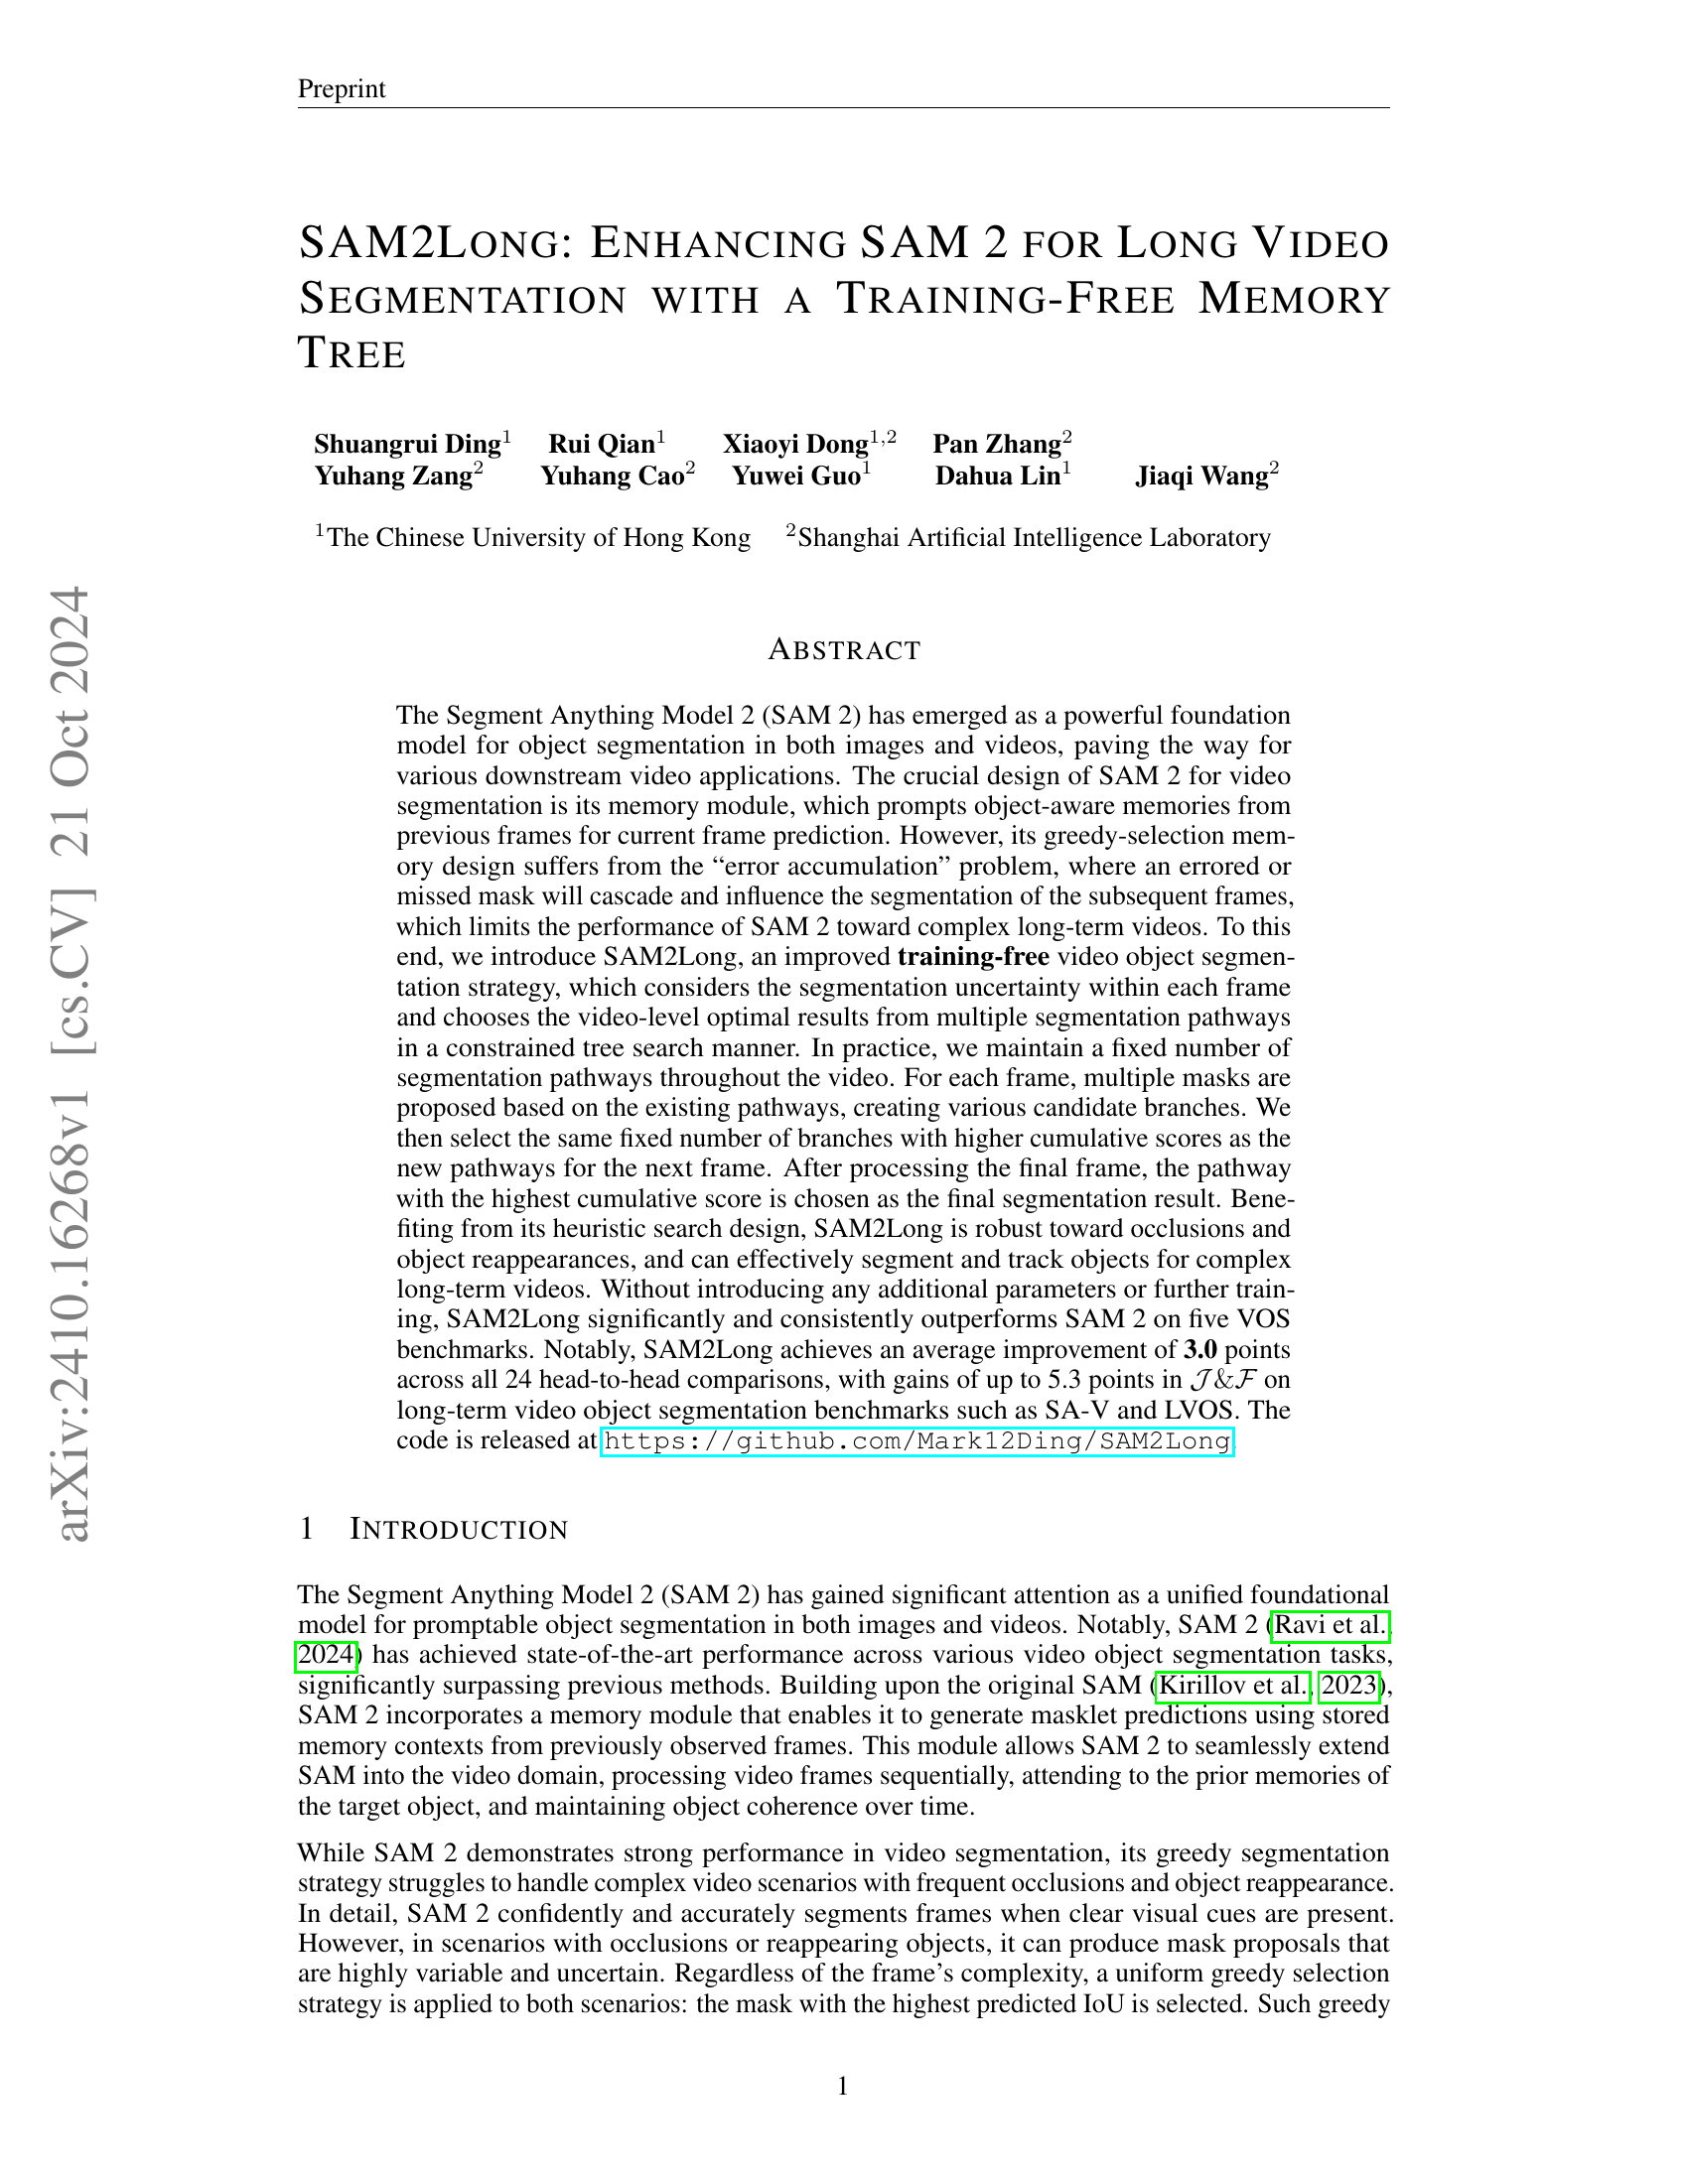 Preprint
SAM2LONG: ENHANCING SAM 2 FOR LONG VIDEO
SEGMENTATION WITH A TRAINING-FREE MEMORY
TREE
Shuangrui Ding1 Rui Qian1 Xiaoyi Dong1,2 Pan Zhang2
Yuhang Zang2 Yuhang Cao2 Yuwei Guo1 Dahua Lin1 Jiaqi Wang2
1The Chinese University of Hong Kong 2Shanghai Artificial Intelligence Laboratory
arXiv:2410.16268v1 [cs.CV] 21 Oct 2024
ABSTRACT
The Segment Anything Model 2 (SAM 2) has emerged as a powerful foundation
model for object segmentation in both images and videos, paving the way for
various downstream video applications. The crucial design of SAM 2 for video
segmentation is its memory module, which prompts object-aware memories from
previous frames for current frame prediction. However, its greedy-selection mem-
ory design suffers from the “error accumulation” problem, where an errored or
missed mask will cascade and influence the segmentation of the subsequent frames,
which limits the performance of SAM 2 toward complex long-term videos. To this
end, we introduce SAM2Long, an improved training-free video object segmen-
tation strategy, which considers the segmentation uncertainty within each frame
and chooses the video-level optimal results from multiple segmentation pathways
in a constrained tree search manner. In practice, we maintain a fixed number of
segmentation pathways throughout the video. For each frame, multiple masks are
proposed based on the existing pathways, creating various candidate branches. We
then select the same fixed number of branches with higher cumulative scores as the
new pathways for the next frame. After processing the final frame, the pathway
with the highest cumulative score is chosen as the final segmentation result. Bene-
fiting from its heuristic search design, SAM2Long is robust toward occlusions and
object reappearances, and can effectively segment and track objects for complex
long-term videos. Without introducing any additional parameters or further train-
ing, SAM2Long significantly and consistently outperforms SAM 2 on five VOS
benchmarks. Notably, SAM2Long achieves an average improvement of 3.0 points
across all 24 head-to-head comparisons, with gains of up to 5.3 points in J&F on
long-term video object segmentation benchmarks such as SA-V and LVOS. The
code is released at https://github.com/Mark12Ding/SAM2Long.
1 INTRODUCTION
The Segment Anything Model 2 (SAM 2) has gained significant attention as a unified foundational
model for promptable object segmentation in both images and videos. Notably, SAM 2 (Ravi et al.,
2024) has achieved state-of-the-art performance across various video object segmentation tasks,
significantly surpassing previous methods. Building upon the original SAM (Kirillov et al., 2023),
SAM 2 incorporates a memory module that enables it to generate masklet predictions using stored
memory contexts from previously observed frames. This module allows SAM 2 to seamlessly extend
SAM into the video domain, processing video frames sequentially, attending to the prior memories of
the target object, and maintaining object coherence over time.
While SAM 2 demonstrates strong performance in video segmentation, its greedy segmentation
strategy struggles to handle complex video scenarios with frequent occlusions and object reappearance.
In detail, SAM 2 confidently and accurately segments frames when clear visual cues are present.
However, in scenarios with occlusions or reappearing objects, it can produce mask proposals that
are highly variable and uncertain. Regardless of the frame’s complexity, a uniform greedy selection
strategy is applied to both scenarios: the mask with the highest predicted IoU is selected. Such greedy
1